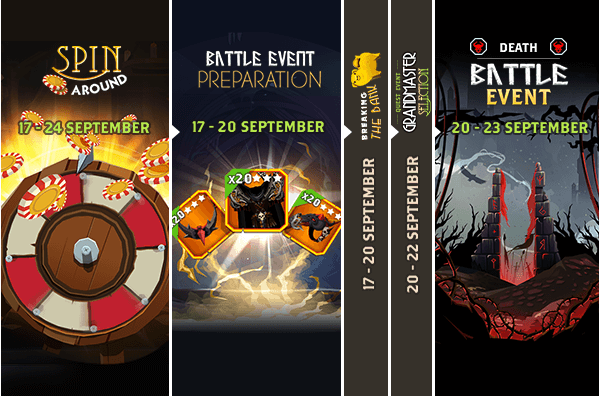 SPIN
AROUND
17 - 24 SEPTEMBER
BATTLE EVENT
PREPARATION
17 - 20 SEPTEMBER
x20
x20
x20
BREAKING
THE BANK
17 - 20 SEPTEMBER
QUEST EVENT
GRANDMASTER
SELECTION
20 - 22 SEPTEMBER
DEATH
BATTLE
EVENT
20 - 23 SEPTEMBER